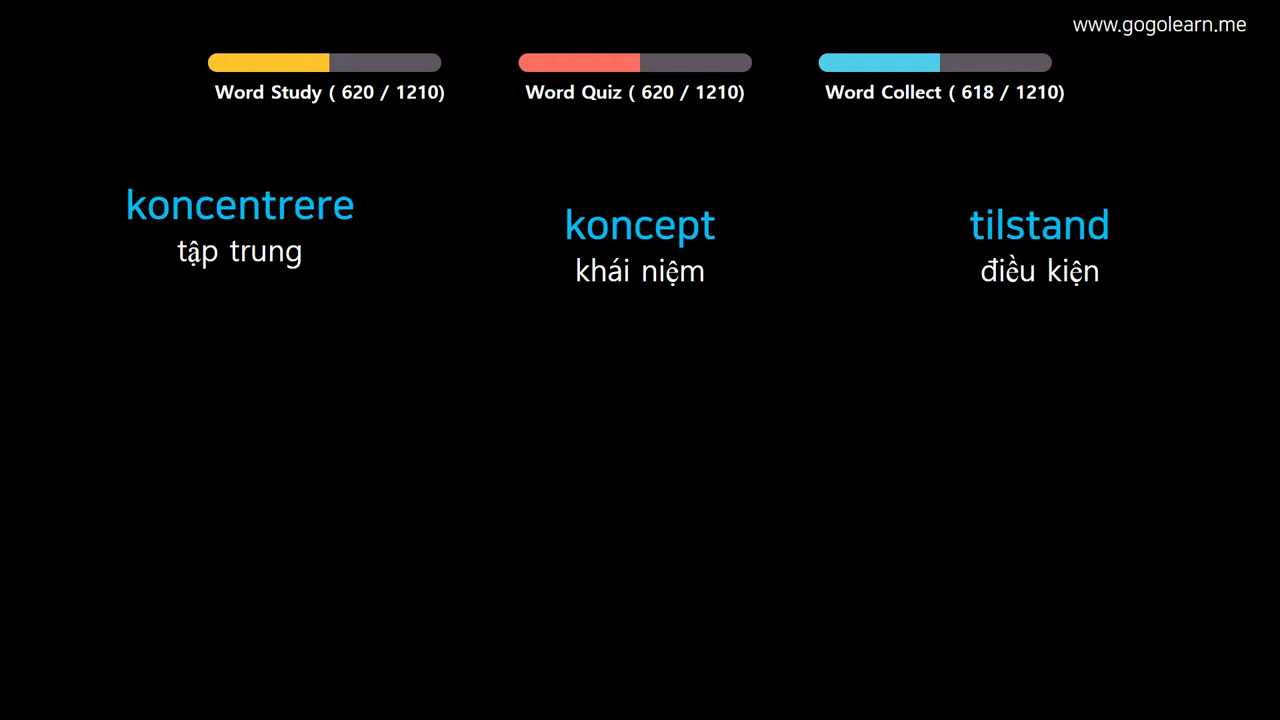 www.gogolearn.me
Word Study ( 620 / 1210)
Word Quiz ( 620 / 1210)
Word Collect ( 618 / 1210)
koncentrere
tập trung
koncept
khái niệm
tilstand
điều kiện